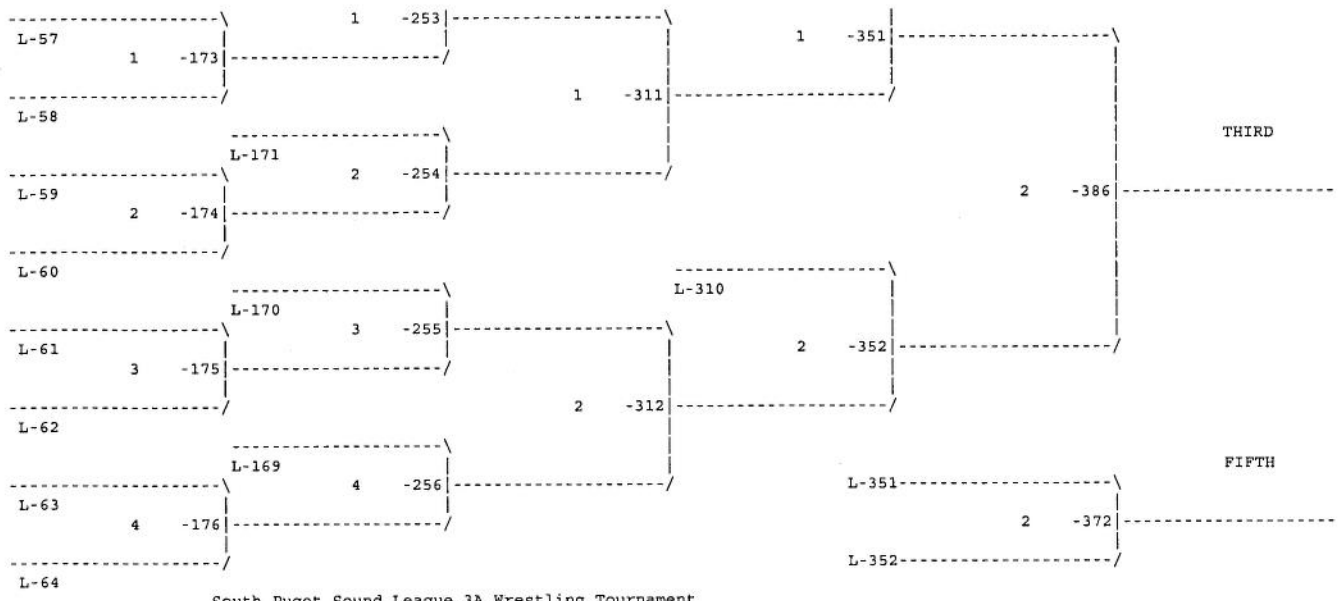 1 -253
L-57 1 -351
1 -173
1 -311
L-58
THIRD
L-171
2 -254
L-59 2 -386
2 -174
L-60
L-310
L-170
3 -255
L-61 2 -352
3 -175
2 -312
L-62
L-169 FIFTH
4 -256 L-351
L-63
4 -176 2 -372
L-352
L-64
South Puget Sound League 3A Wrestling Tournament